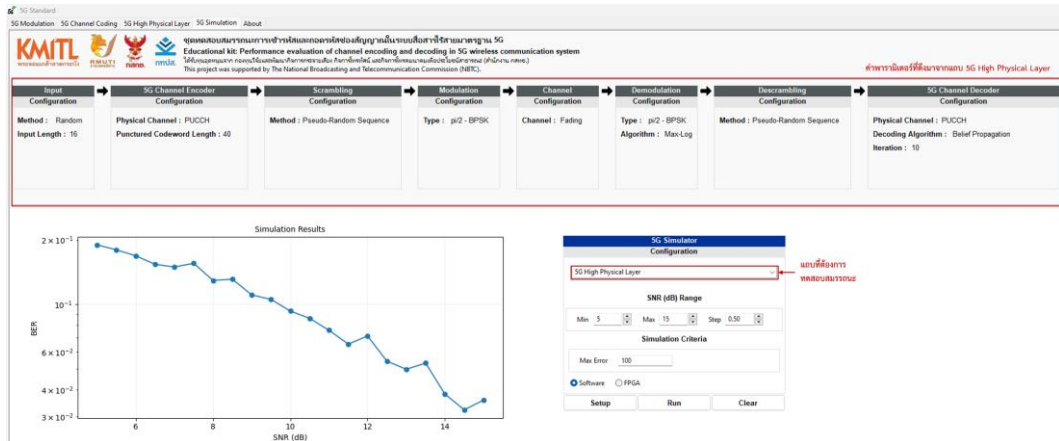 5G Standard
5G Modulation 5G Channel Coding 5G High Physical Layer 5G Simulation About
KMITL
RMUTI
กสทช.
กทปส.
ชุดทดสอบสมรรถนะการเข้ารหัสและถอดรหัสช่องสัญญาณในระบบสื่อสารไร้สายมาตรฐาน 5G
Educational kit: Performance evaluation of channel encoding and decoding in 5G wireless communication system
This project was supported by The National Broadcasting and Telecommunication Commission (NBTC).
ค่าพารามิเตอร์ที่ดึงมาจากแถบ 5G High Physical Layer
Input
Configuration
Method : Random
Input Length : 16
5G Channel Encoder
Configuration
Physical Channel : PUCCH
Punctured Codeword Length : 40
Scrambling
Configuration
Method : Pseudo-Random Sequence
Modulation
Configuration
Type : pi/2 - BPSK
Channel
Configuration
Channel : Fading
Demodulation
Configuration
Type : pi/2 - BPSK
Algorithm : Max-Log
Descrambling
Configuration
Method : Pseudo-Random Sequence
5G Channel Decoder
Configuration
Physical Channel : PUCCH
Decoding Algorithm : Belief Propagation
Iteration : 10
Simulation Results
2 × 10⁻¹
10⁻¹
6 × 10⁻²
4 × 10⁻²
3 × 10⁻²
BER
6 8 10 12 14
SNR (dB)
5G Simulator
Configuration
5G High Physical Layer
แถบที่ต้องการ
ทดสอบสมรรถนะ
SNR (dB) Range
Min 5 Max 15 Step 0.50
Simulation Criteria
Max Error 100
Software FPGA
Setup Run Clear